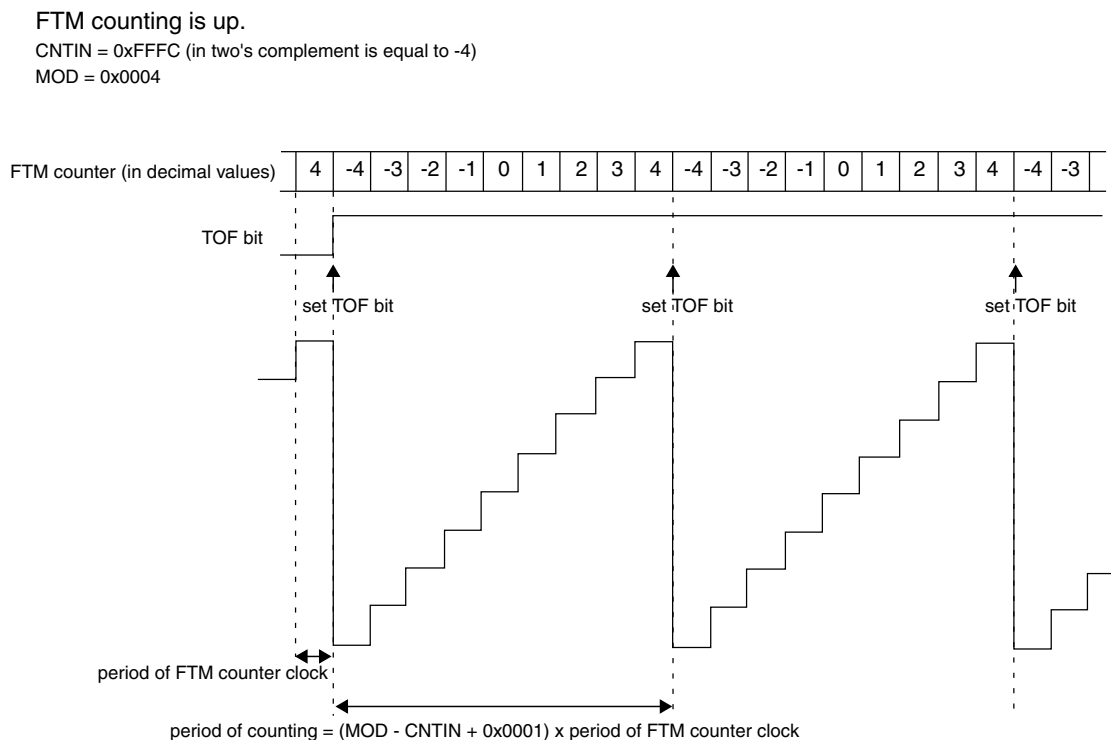 FTM counting is up.
CNTIN = 0xFFFC (in two's complement is equal to -4)
MOD = 0x0004
FTM counter (in decimal values) 4 -4 -3 -2 -1 0 1 2 3 4 -4 -3 -2 -1 0 1 2 3 4 -4 -3
TOF bit
set TOF bit set TOF bit set TOF bit
period of FTM counter clock
period of counting = (MOD - CNTIN + 0x0001) x period of FTM counter clock